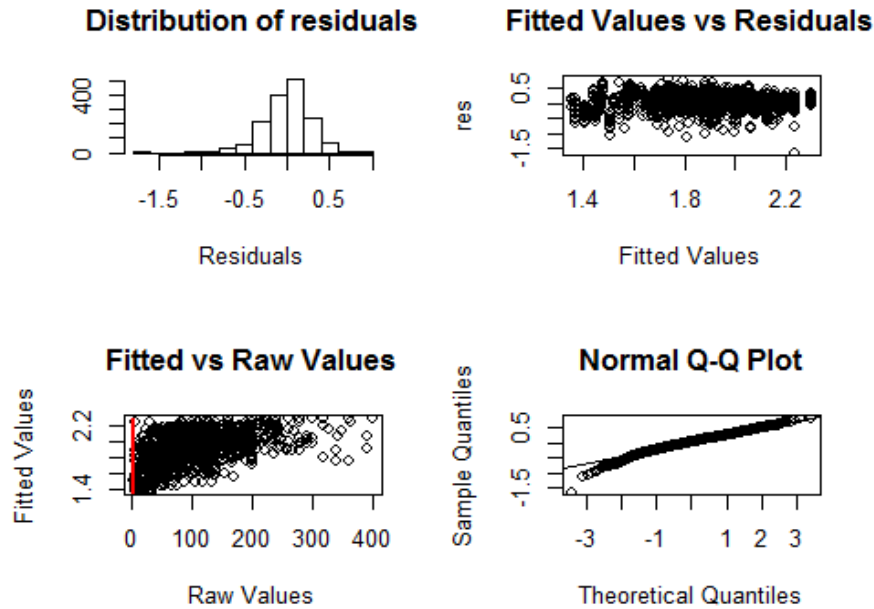 Distribution of residuals
400
0
-1.5 -0.5 0.5
Residuals
Fitted Values vs Residuals
res
0.5
-1.5
1.4 1.8 2.2
Fitted Values
Fitted vs Raw Values
Fitted Values
2.2
1.4
0 100 200 300 400
Raw Values
Normal Q-Q Plot
Sample Quantiles
0.5
-1.5
-3 -1 1 2 3
Theoretical Quantiles